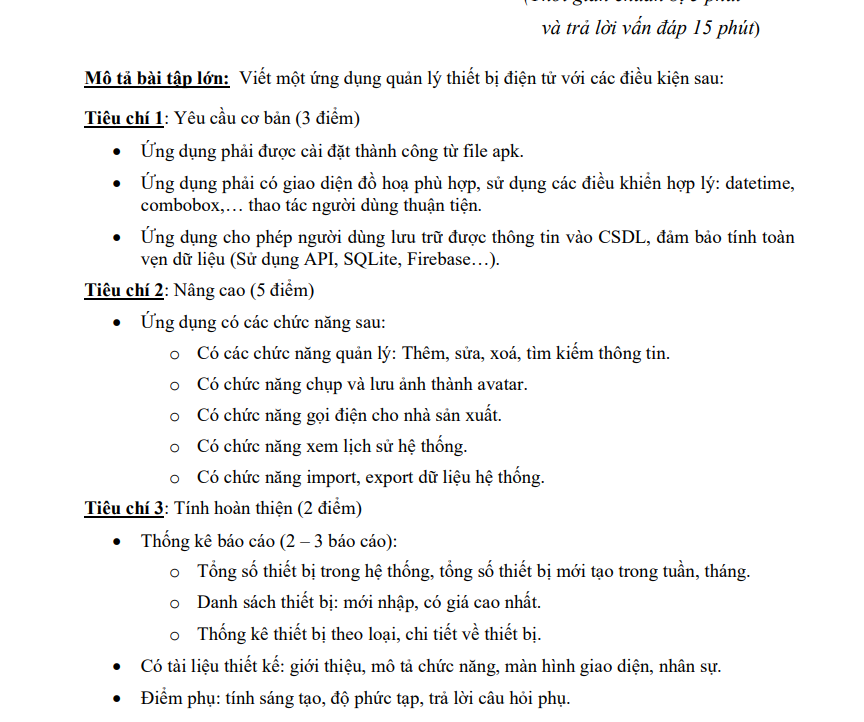 và trả lời vấn đáp 15 phút)
Mô tả bài tập lớn: Viết một ứng dụng quản lý thiết bị điện tử với các điều kiện sau:
Tiêu chí 1: Yêu cầu cơ bản (3 điểm)
• Ứng dụng phải được cài đặt thành công từ file apk.
• Ứng dụng phải có giao diện đồ hoạ phù hợp, sử dụng các điều khiển hợp lý: datetime,
combobox,… thao tác người dùng thuận tiện.
• Ứng dụng cho phép người dùng lưu trữ được thông tin vào CSDL, đảm bảo tính toàn
vẹn dữ liệu (Sử dụng API, SQLite, Firebase…).
Tiêu chí 2: Nâng cao (5 điểm)
• Ứng dụng có các chức năng sau:
o Có các chức năng quản lý: Thêm, sửa, xoá, tìm kiếm thông tin.
o Có chức năng chụp và lưu ảnh thành avatar.
o Có chức năng gọi điện cho nhà sản xuất.
o Có chức năng xem lịch sử hệ thống.
o Có chức năng import, export dữ liệu hệ thống.
Tiêu chí 3: Tính hoàn thiện (2 điểm)
• Thống kê báo cáo (2 – 3 báo cáo):
o Tổng số thiết bị trong hệ thống, tổng số thiết bị mới tạo trong tuần, tháng.
o Danh sách thiết bị: mới nhập, có giá cao nhất.
o Thống kê thiết bị theo loại, chi tiết về thiết bị.
• Có tài liệu thiết kế: giới thiệu, mô tả chức năng, màn hình giao diện, nhân sự.
• Điểm phụ: tính sáng tạo, độ phức tạp, trả lời câu hỏi phụ.